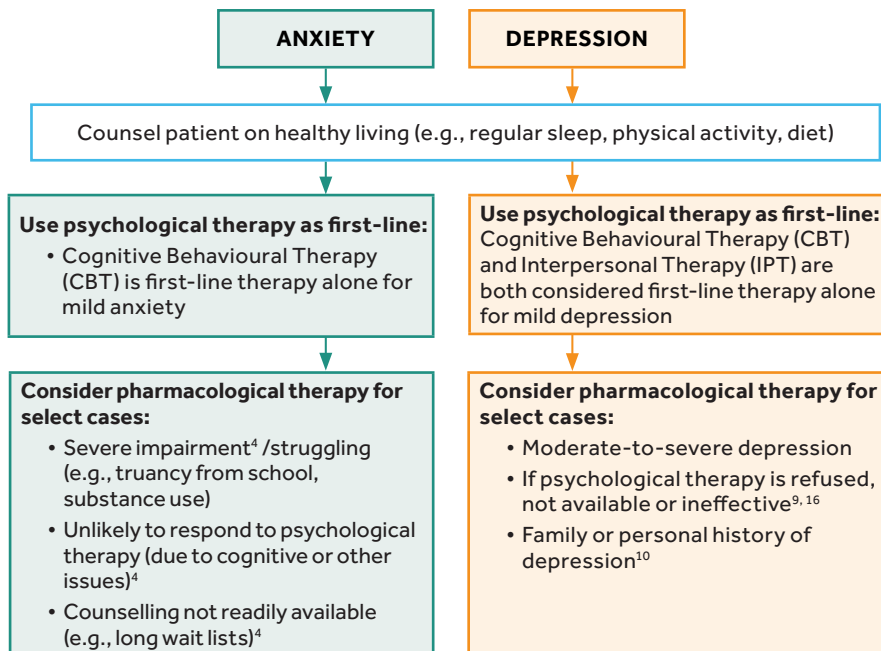 ANXIETY
DEPRESSION
Counsel patient on healthy living (e.g., regular sleep, physical activity, diet)
Use psychological therapy as first-line:
• Cognitive Behavioural Therapy
(CBT) is first-line therapy alone for
mild anxiety
Use psychological therapy as first-line:
Cognitive Behavioural Therapy (CBT)
and Interpersonal Therapy (IPT) are
both considered first-line therapy alone
for mild depression
Consider pharmacological therapy for
select cases:
• Severe impairment⁴ /struggling
(e.g., truancy from school,
substance use)
• Unlikely to respond to psychological
therapy (due to cognitive or other
issues)⁴
• Counselling not readily available
(e.g., long wait lists)⁴
Consider pharmacological therapy for
select cases:
• Moderate-to-severe depression
• If psychological therapy is refused,
not available or ineffective⁹, ¹⁶
• Family or personal history of
depression¹⁰